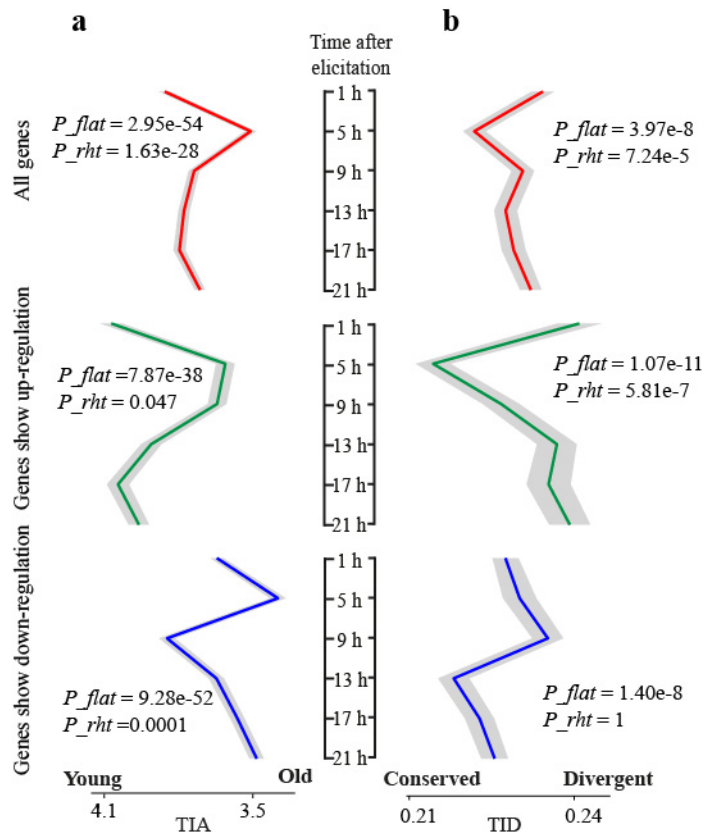 a
b
Time after
elicitation
All genes
P_flat = 2.95e-54
P_rht = 1.63e-28
1 h
5 h
9 h
13 h
17 h
21 h
P_flat = 3.97e-8
P_rht = 7.24e-5
Genes show up-regulation
P_flat =7.87e-38
P_rht = 0.047
1 h
5 h
9 h
13 h
17 h
21 h
P_flat = 1.07e-11
P_rht = 5.81e-7
Genes show down-regulation
P_flat = 9.28e-52
P_rht =0.0001
1 h
5 h
9 h
13 h
17 h
21 h
P_flat = 1.40e-8
P_rht = 1
Young
Old
4.1
3.5
TIA
Conserved
Divergent
0.21
0.24
TID